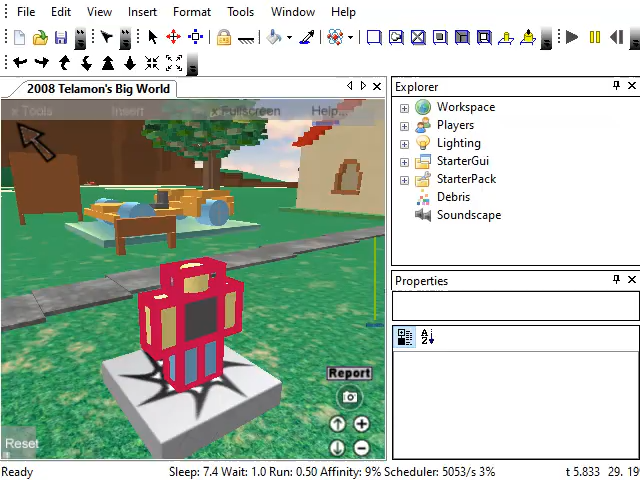 File Edit View Insert Format Tools Window Help
2008 Telamon's Big World
x Tools Insert x Fullscreen Help...
Report
Reset
Explorer
Workspace
Players
Lighting
StarterGui
StarterPack
Debris
Soundscape
Properties
A
Z
Ready Sleep: 7.4 Wait: 1.0 Run: 0.50 Affinity: 9% Scheduler: 5053/s 3% t 5.833 29. 19